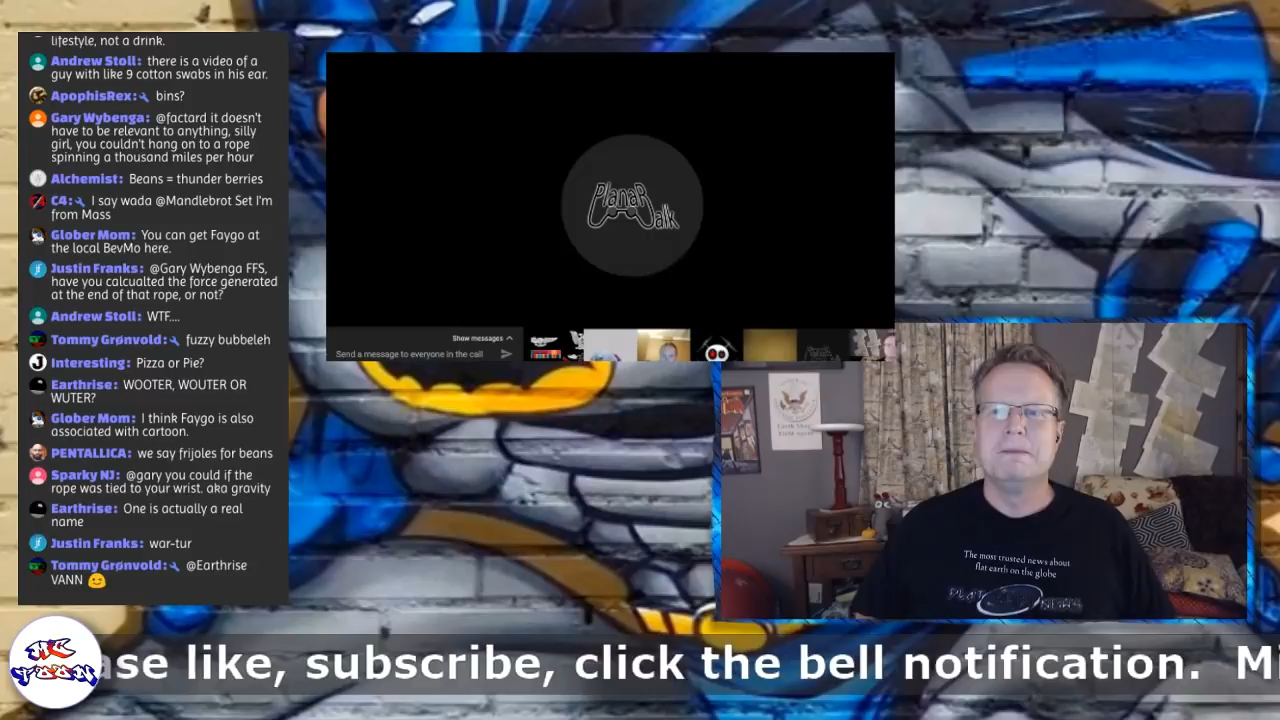 lifestyle, not a drink.
Andrew Stoll: there is a video of a
guy with like 9 cotton swabs in his ear.
ApophisRex: bins?
Gary Wybenga: @factard it doesn't
have to be relevant to anything, silly
girl, you couldn't hang on to a rope
spinning a thousand miles per hour
Alchemist: Beans = thunder berries
C4: I say wada @Mandlebrot Set I'm
from Mass
Glober Mom: You can get Faygo at
the local BevMo here.
Justin Franks: @Gary Wybenga FFS,
have you calcualted the force generated
at the end of that rope, or not?
Andrew Stoll: WTF....
Tommy Grønvold: fuzzy bubbeleh
Interesting: Pizza or Pie?
Earthrise: WOOTER, WOUTER OR
WUTER?
Glober Mom: I think Faygo is also
associated with cartoon.
PENTALLICA: we say frijoles for beans
Sparky NJ: @gary you could if the
rope was tied to your wrist. aka gravity
Earthrise: One is actually a real
name
Justin Franks: war-tur
Tommy Grønvold: @Earthrise
VANN
PlanarTalk
Show messages
Send a message to everyone in the call
The most trusted news about
flat earth on the globe
MC
TOON
ase like, subscribe, click the bell notification. Mi